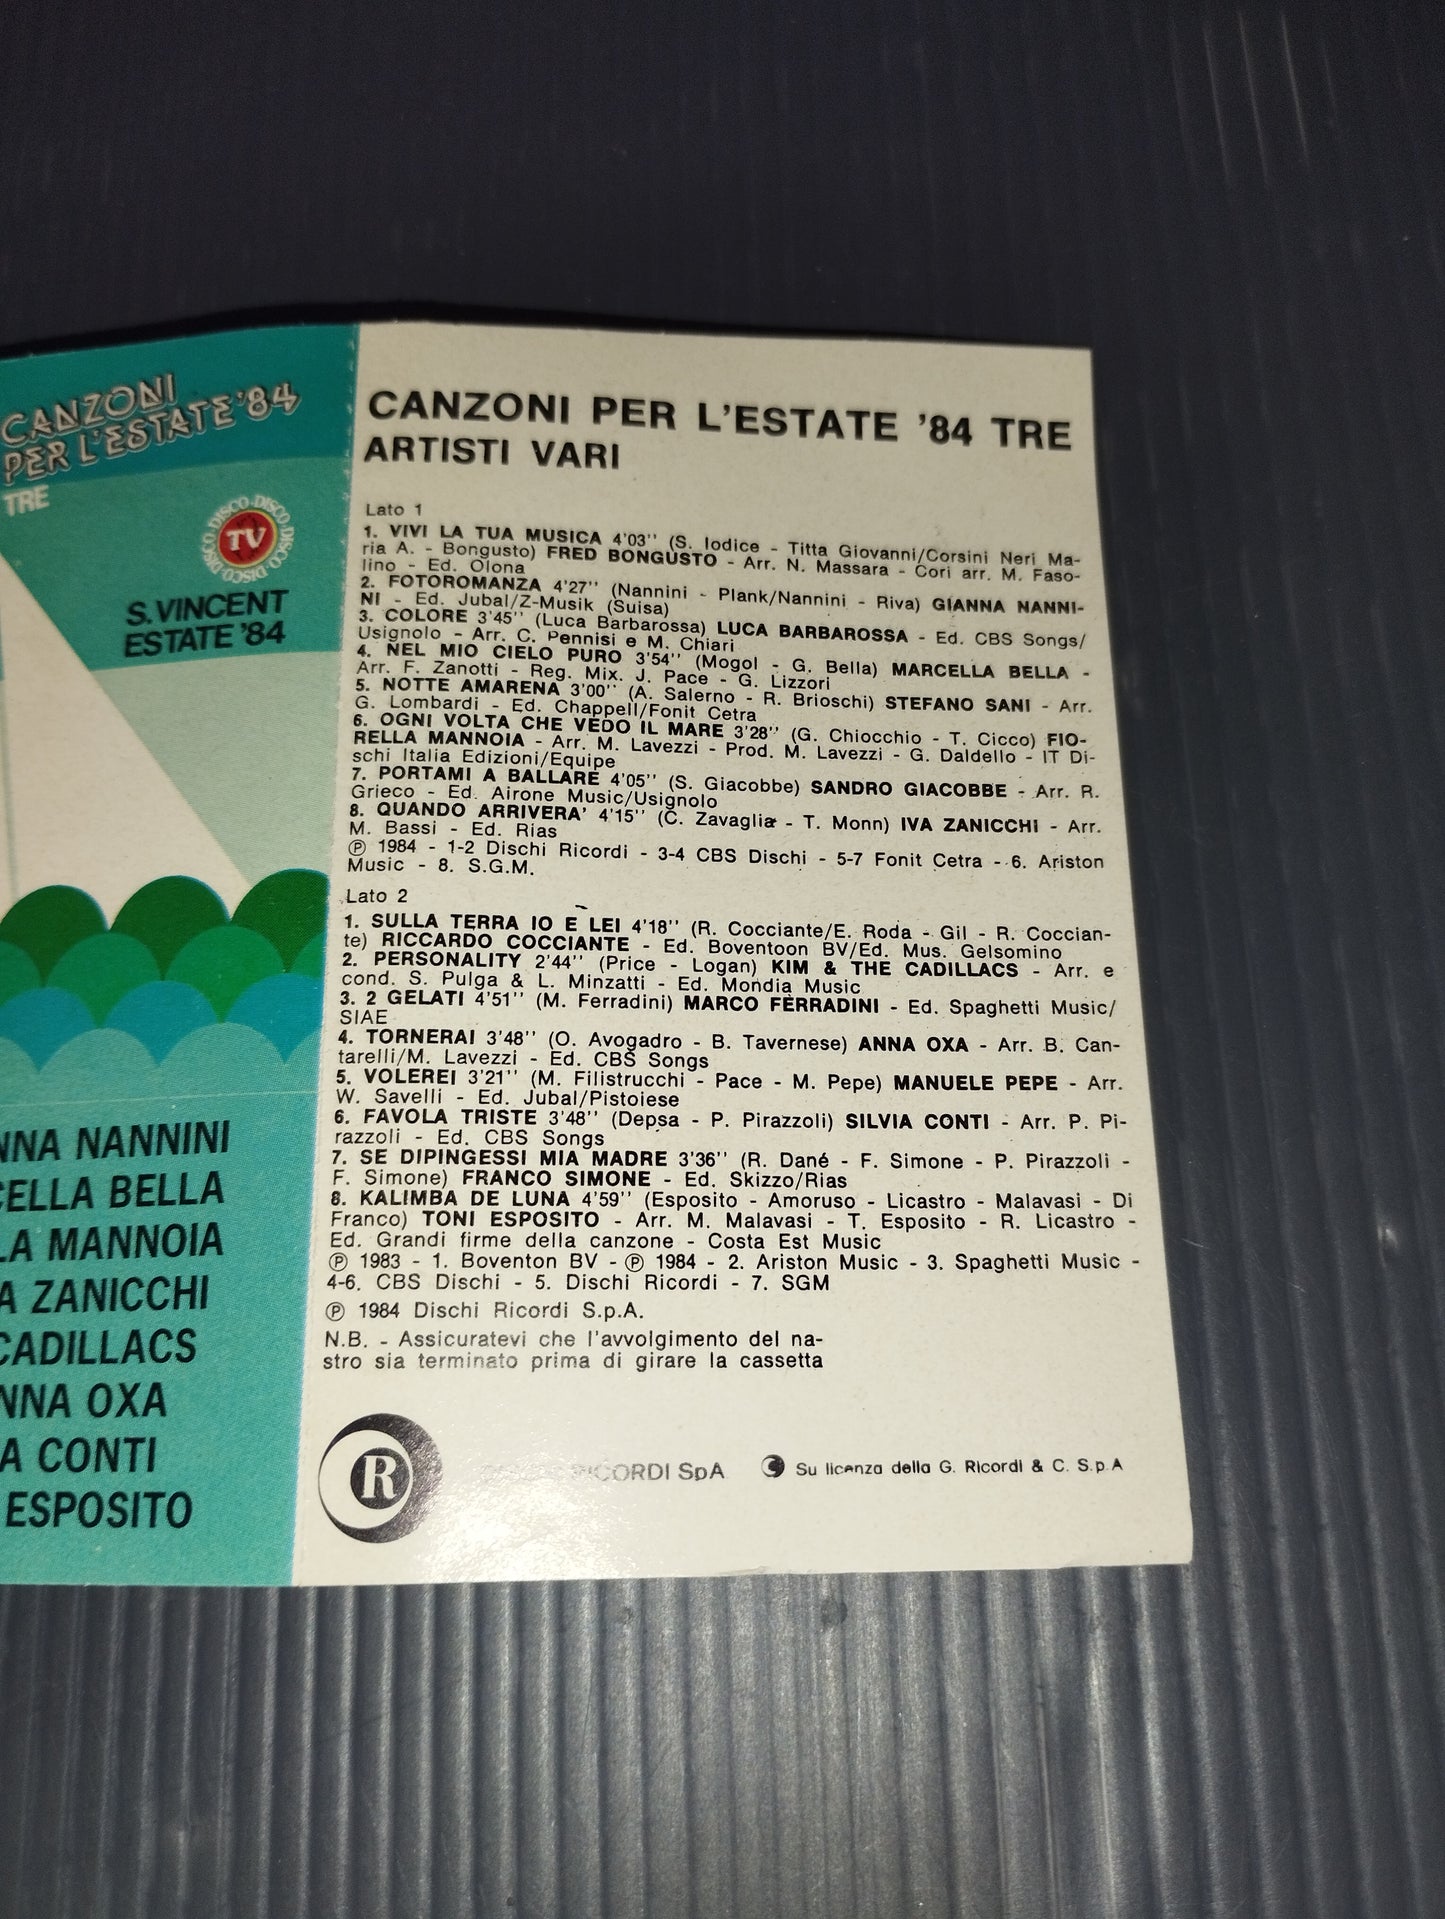 CANZONI
PER L'ESTATE '84
TRE
DISCO DISCO DISCO DISCO
TV
S. VINCENT
ESTATE '84
NNA NANNINI
CELLA BELLA
LA MANNOIA
A ZANICCHI
CADILLACS
NNA OXA
A CONTI
ESPOSITO
CANZONI PER L'ESTATE '84 TRE
ARTISTI VARI
Lato 1
1. VIVI LA TUA MUSICA 4'03'' (S. Iodice - Titta Giovanni/Corsini Neri Ma-
ria A. - Bongusto) FRED BONGUSTO - Arr. N. Massara - Cori arr. M. Faso-
lino - Ed. Olona
2. FOTOROMANZA 4'27'' (Nannini - Plank/Nannini - Riva) GIANNA NANNI-
NI - Ed. Jubal/Z-Musik (Suisa)
3. COLORE 3'45'' (Luca Barbarossa) LUCA BARBAROSSA - Ed. CBS Songs/
Usignolo - Arr. C. Pennisi e M. Chiari
4. NEL MIO CIELO PURO 3'54'' (Mogol - G. Bella) MARCELLA BELLA -
Arr. F. Zanotti - Reg. Mix. J. Pace - G. Lizzori
5. NOTTE AMARENA 3'00'' (A. Salerno - R. Brioschi) STEFANO SANI - Arr.
G. Lombardi - Ed. Chappell/Fonit Cetra
6. OGNI VOLTA CHE VEDO IL MARE 3'28'' (G. Chiocchio - T. Cicco) FIO-
RELLA MANNOIA - Arr. M. Lavezzi - Prod. M. Lavezzi - G. Daldello - IT Di-
schi Italia Edizioni/Equipe
7. PORTAMI A BALLARE 4'05'' (S. Giacobbe) SANDRO GIACOBBE - Arr. R.
Grieco - Ed. Airone Music/Usignolo
8. QUANDO ARRIVERA' 4'15'' (C. Zavaglia - T. Monn) IVA ZANICCHI - Arr.
M. Bassi - Ed. Rias
℗ 1984 - 1-2 Dischi Ricordi - 3-4 CBS Dischi - 5-7 Fonit Cetra - 6. Ariston
Music - 8. S.G.M.
Lato 2
1. SULLA TERRA IO E LEI 4'18'' (R. Cocciante/E. Roda - Gil - R. Coccian-
te) RICCARDO COCCIANTE - Ed. Boventoon BV/Ed. Mus. Gelsomino
2. PERSONALITY 2'44'' (Price - Logan) KIM & THE CADILLACS - Arr. e
cond. S. Pulga & L. Minzatti - Ed. Mondia Music
3. 2 GELATI 4'51'' (M. Ferradini) MARCO FERRADINI - Ed. Spaghetti Music/
SIAE
4. TORNERAI 3'48'' (O. Avogadro - B. Tavernese) ANNA OXA - Arr. B. Can-
tarelli/M. Lavezzi - Ed. CBS Songs
5. VOLEREI 3'21'' (M. Filistrucchi - Pace - M. Pepe) MANUELE PEPE - Arr.
W. Savelli - Ed. Jubal/Pistoiese
6. FAVOLA TRISTE 3'48'' (Depsa - P. Pirazzoli) SILVIA CONTI - Arr. P. Pi-
razzoli - Ed. CBS Songs
7. SE DIPINGESSI MIA MADRE 3'36'' (R. Dané - F. Simone - P. Pirazzoli -
F. Simone) FRANCO SIMONE - Ed. Skizzo/Rias
8. KALIMBA DE LUNA 4'59'' (Esposito - Amoruso - Licastro - Malavasi - Di
Franco) TONI ESPOSITO - Arr. M. Malavasi - T. Esposito - R. Licastro -
Ed. Grandi firme della canzone - Costa Est Music
℗ 1983 - 1. Boventon BV - ℗ 1984 - 2. Ariston Music - 3. Spaghetti Music -
4-6. CBS Dischi - 5. Dischi Ricordi - 7. SGM
℗ 1984 Dischi Ricordi S.p.A.
N.B. - Assicuratevi che l'avvolgimento del na-
stro sia terminato prima di girare la cassetta
R
RICORDI SpA
Su licenza della G. Ricordi & C. S.p.A